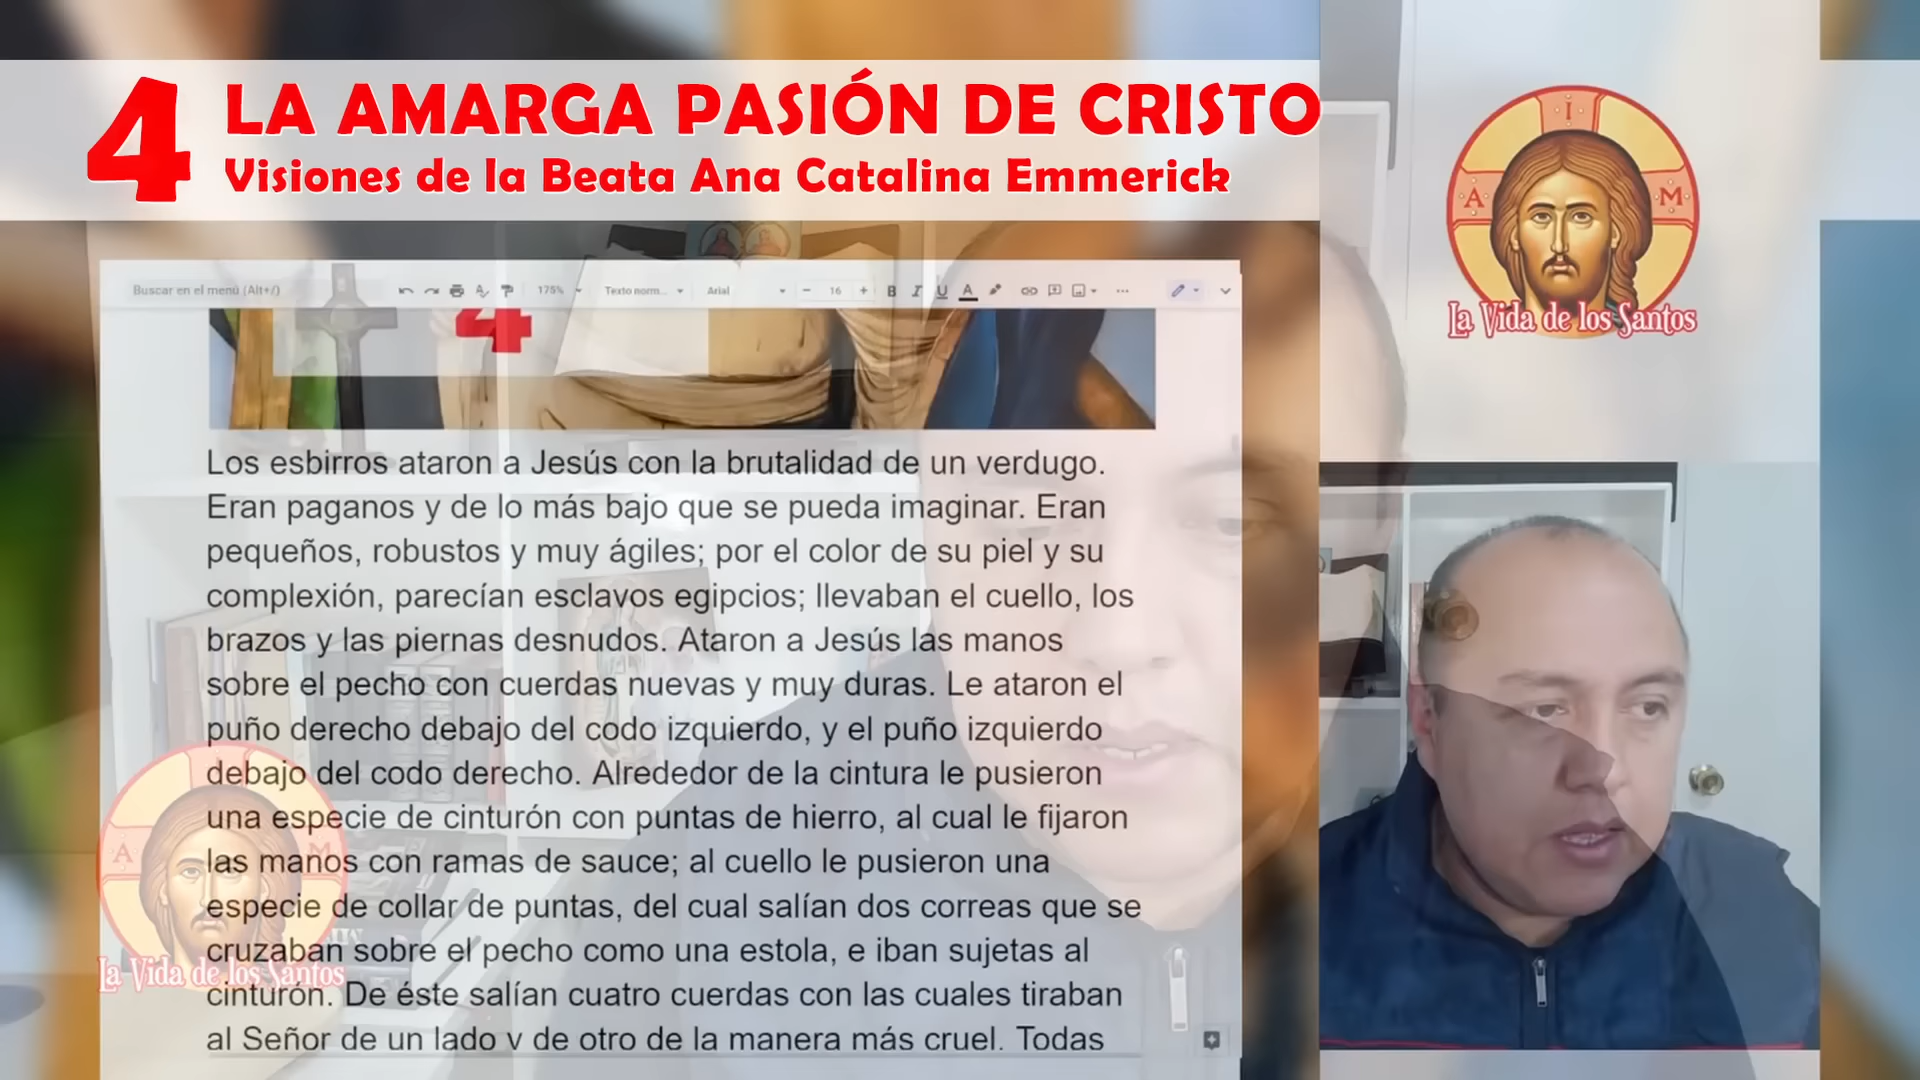 4
LA AMARGA PASIÓN DE CRISTO
Visiones de la Beata Ana Catalina Emmerick
I
A M
La Vida de los Santos
Buscar en el menú (Alt+/)
175%
Texto norm...
Arial
16
B I U A
4
Los esbirros ataron a Jesús con la brutalidad de un verdugo.
Eran paganos y de lo más bajo que se pueda imaginar. Eran
pequeños, robustos y muy ágiles; por el color de su piel y su
complexión, parecían esclavos egipcios; llevaban el cuello, los
brazos y las piernas desnudos. Ataron a Jesús las manos
sobre el pecho con cuerdas nuevas y muy duras. Le ataron el
puño derecho debajo del codo izquierdo, y el puño izquierdo
debajo del codo derecho. Alrededor de la cintura le pusieron
una especie de cinturón con puntas de hierro, al cual le fijaron
las manos con ramas de sauce; al cuello le pusieron una
especie de collar de puntas, del cual salían dos correas que se
cruzaban sobre el pecho como una estola, e iban sujetas al
cinturón. De éste salían cuatro cuerdas con las cuales tiraban
al Señor de un lado y de otro de la manera más cruel. Todas
A M
La Vida de los Santos